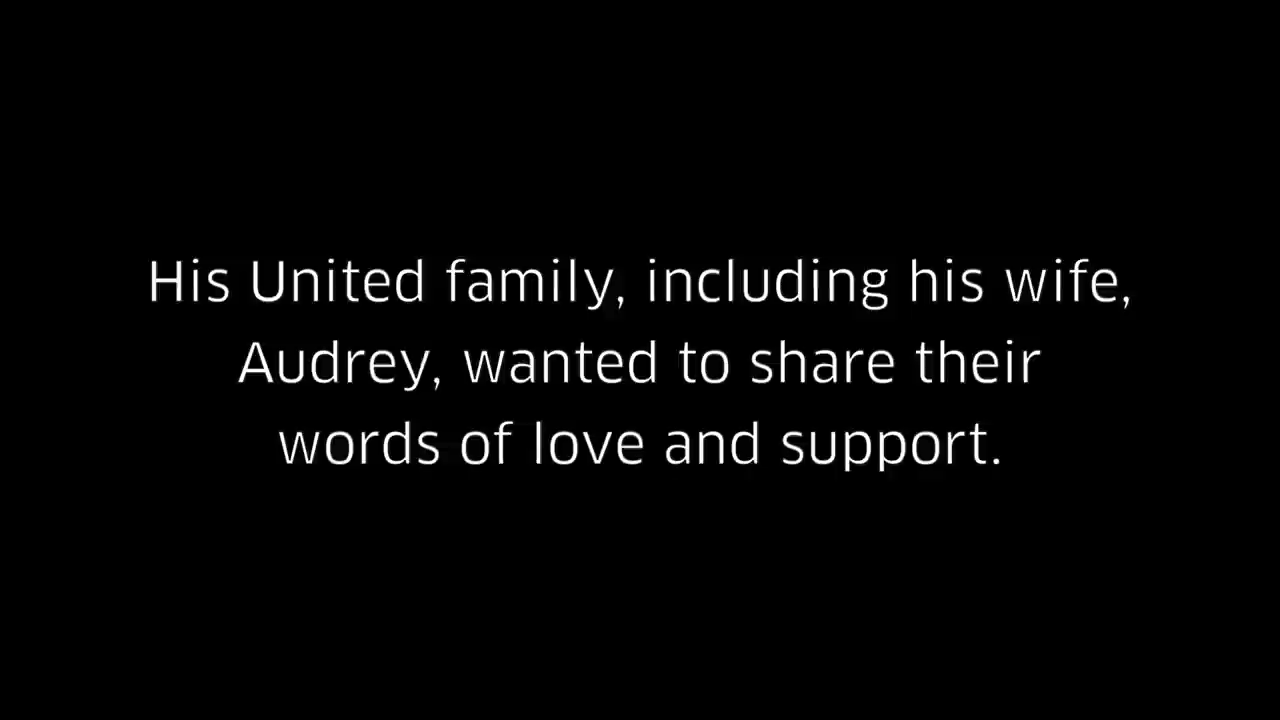 His United family, including his wife,
Audrey, wanted to share their
words of love and support.